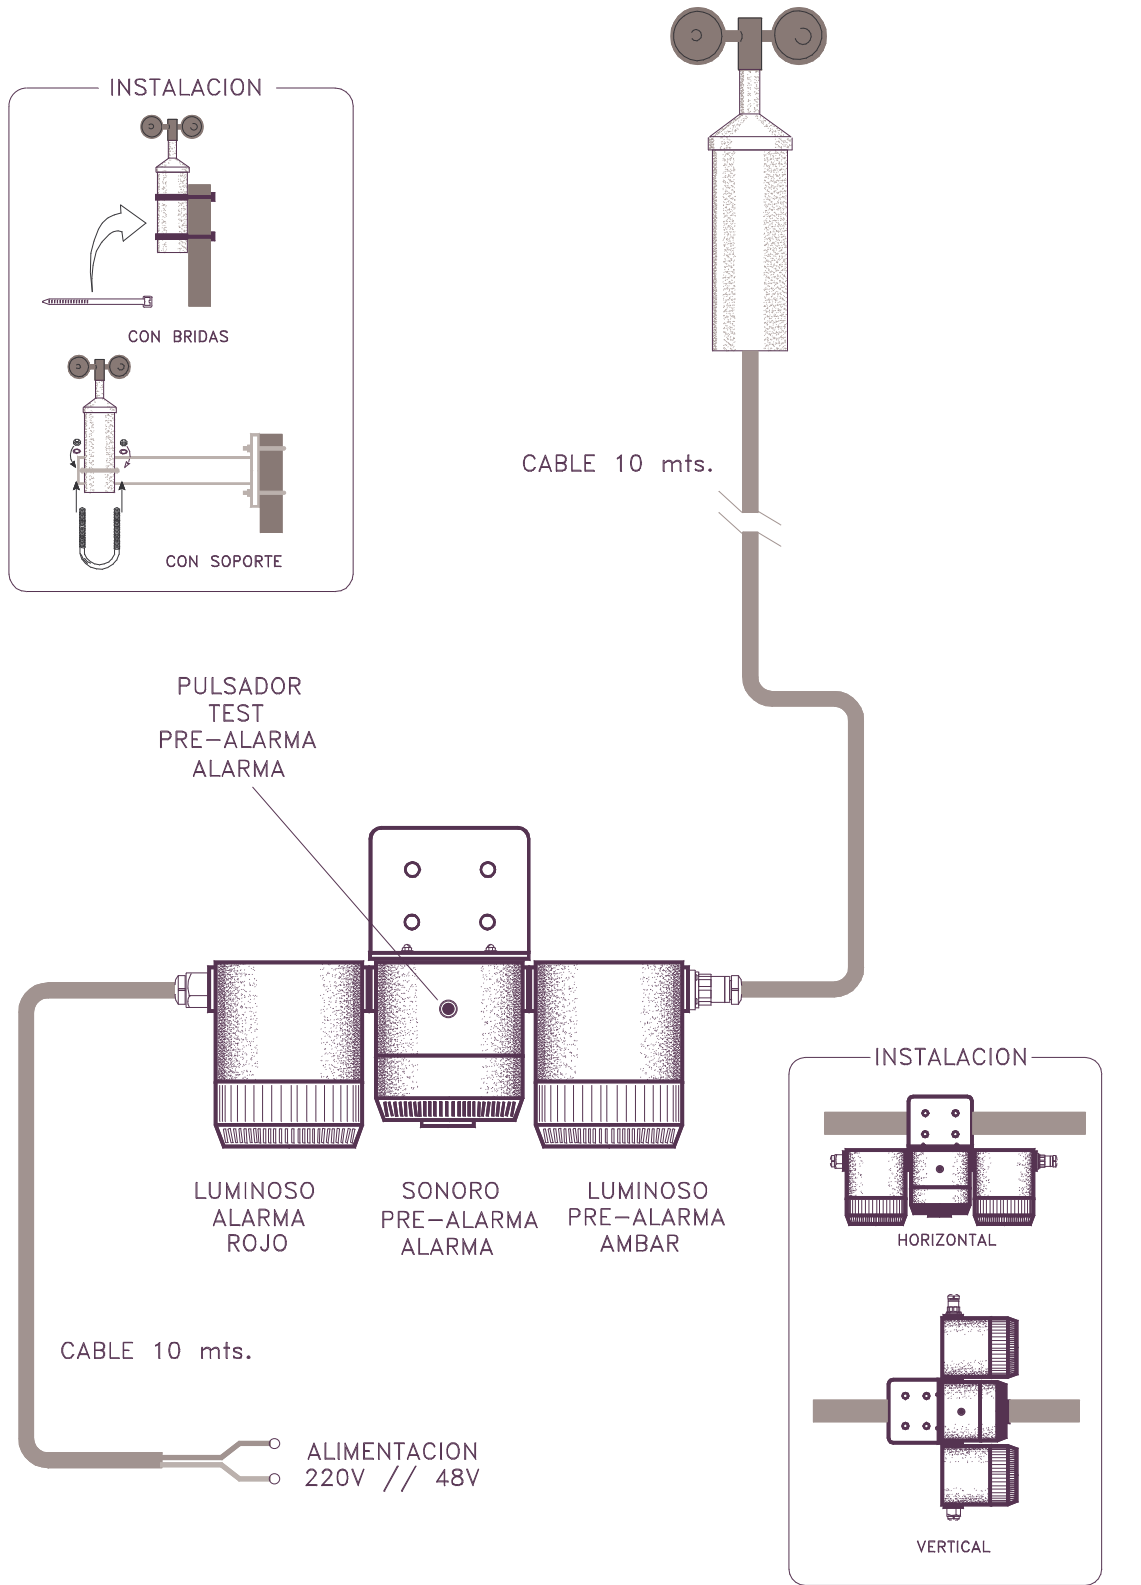 INSTALACION
CON BRIDAS
CON SOPORTE
CABLE 10 mts.
PULSADOR
TEST
PRE-ALARMA
ALARMA
LUMINOSO
ALARMA
ROJO
SONORO
PRE-ALARMA
ALARMA
LUMINOSO
PRE-ALARMA
AMBAR
CABLE 10 mts.
ALIMENTACION
220V // 48V
INSTALACION
HORIZONTAL
VERTICAL